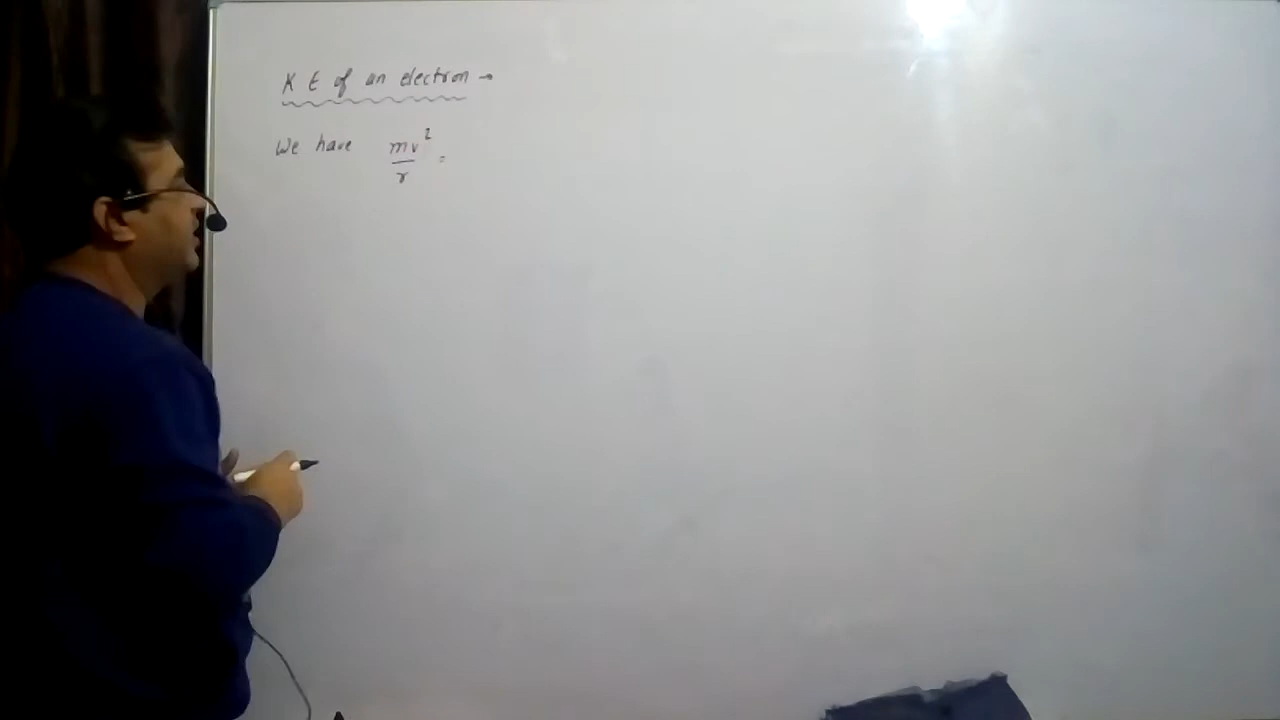 K E of an electron →
We have mv²/r =